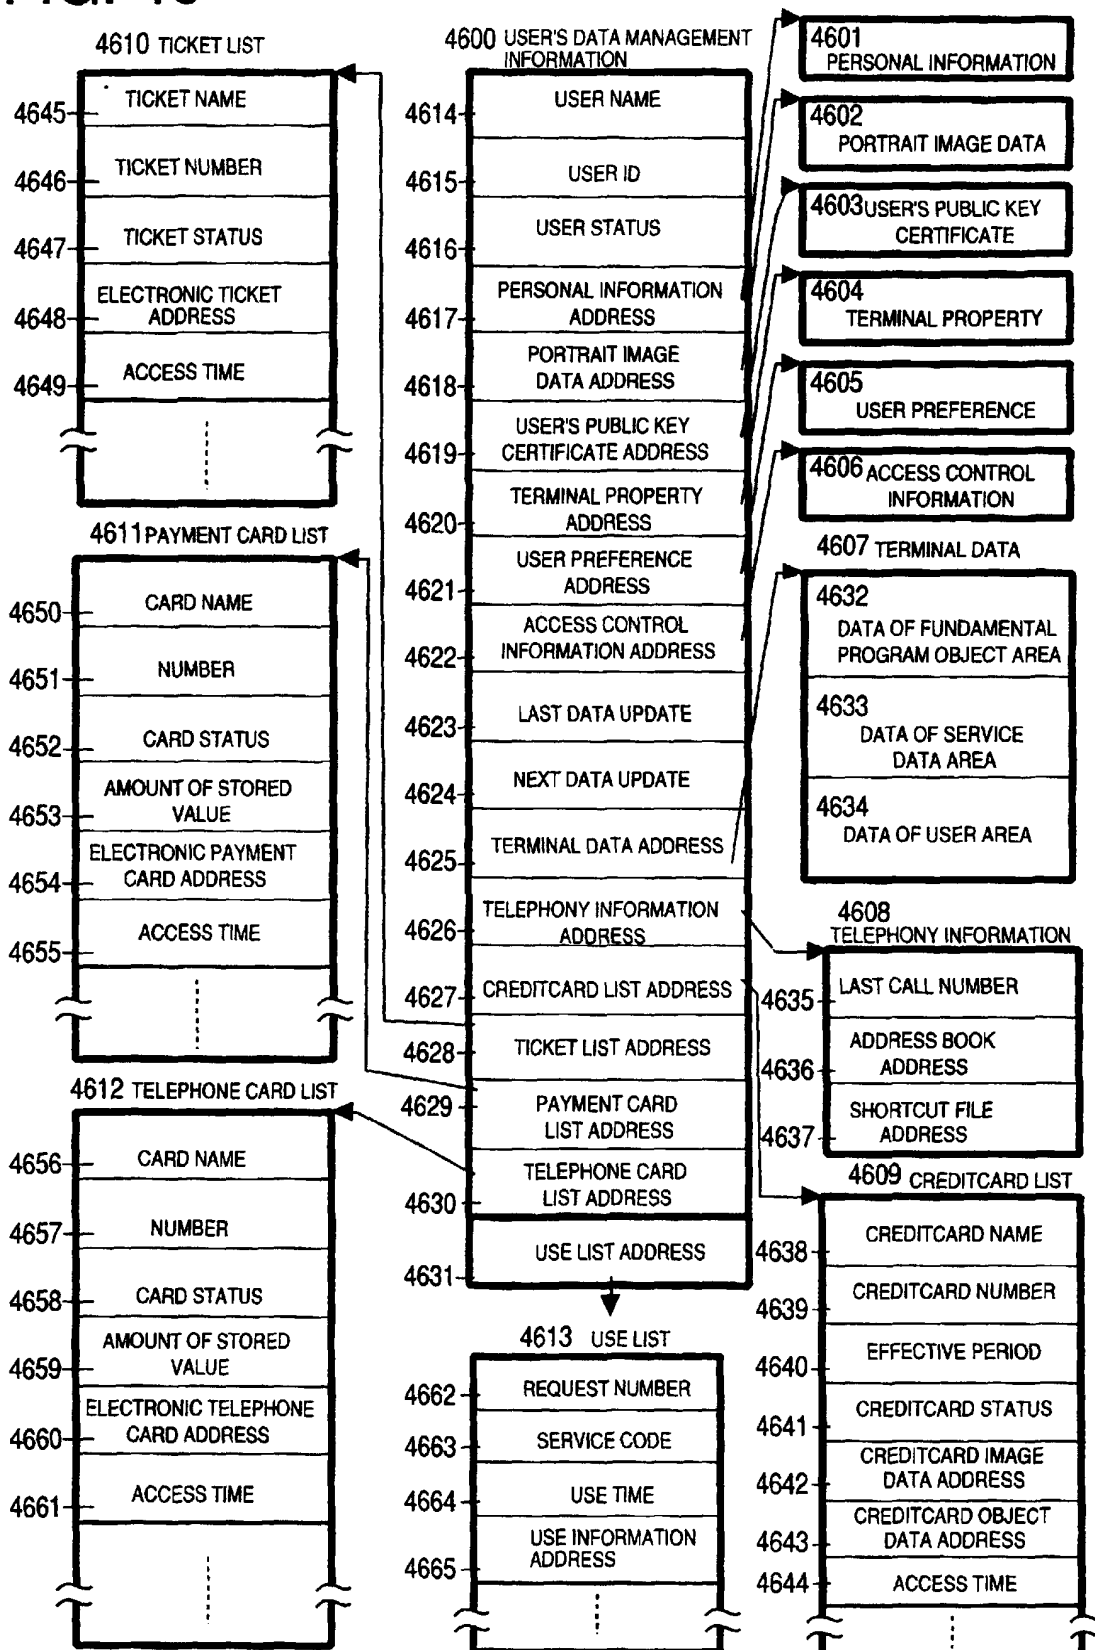 4610 TICKET LIST
TICKET NAME
4645
TICKET NUMBER
4646
TICKET STATUS
4647
ELECTRONIC TICKET
ADDRESS
4648
ACCESS TIME
4649
4611 PAYMENT CARD LIST
CARD NAME
4650
NUMBER
4651
CARD STATUS
4652
AMOUNT OF STORED
VALUE
4653
ELECTRONIC PAYMENT
CARD ADDRESS
4654
ACCESS TIME
4655
4612 TELEPHONE CARD LIST
CARD NAME
4656
NUMBER
4657
CARD STATUS
4658
AMOUNT OF STORED
VALUE
4659
ELECTRONIC TELEPHONE
CARD ADDRESS
4660
ACCESS TIME
4661
4600 USER'S DATA MANAGEMENT
INFORMATION
USER NAME
4614
USER ID
4615
USER STATUS
4616
PERSONAL INFORMATION
ADDRESS
4617
PORTRAIT IMAGE
DATA ADDRESS
4618
USER'S PUBLIC KEY
CERTIFICATE ADDRESS
4619
TERMINAL PROPERTY
ADDRESS
4620
USER PREFERENCE
ADDRESS
4621
ACCESS CONTROL
INFORMATION ADDRESS
4622
LAST DATA UPDATE
4623
NEXT DATA UPDATE
4624
TERMINAL DATA ADDRESS
4625
TELEPHONY INFORMATION
ADDRESS
4626
CREDITCARD LIST ADDRESS
4627
TICKET LIST ADDRESS
4628
PAYMENT CARD
LIST ADDRESS
4629
TELEPHONE CARD
LIST ADDRESS
4630
USE LIST ADDRESS
4631
4613 USE LIST
REQUEST NUMBER
4662
SERVICE CODE
4663
USE TIME
4664
USE INFORMATION
ADDRESS
4665
4601
PERSONAL INFORMATION
4602
PORTRAIT IMAGE DATA
4603 USER'S PUBLIC KEY
CERTIFICATE
4604
TERMINAL PROPERTY
4605
USER PREFERENCE
4606 ACCESS CONTROL
INFORMATION
4607 TERMINAL DATA
4632
DATA OF FUNDAMENTAL
PROGRAM OBJECT AREA
4633
DATA OF SERVICE
DATA AREA
4634
DATA OF USER AREA
4608
TELEPHONY INFORMATION
LAST CALL NUMBER
4635
ADDRESS BOOK
ADDRESS
4636
SHORTCUT FILE
ADDRESS
4637
4609 CREDITCARD LIST
CREDITCARD NAME
4638
CREDITCARD NUMBER
4639
EFFECTIVE PERIOD
4640
CREDITCARD STATUS
4641
CREDITCARD IMAGE
DATA ADDRESS
4642
CREDITCARD OBJECT
DATA ADDRESS
4643
ACCESS TIME
4644